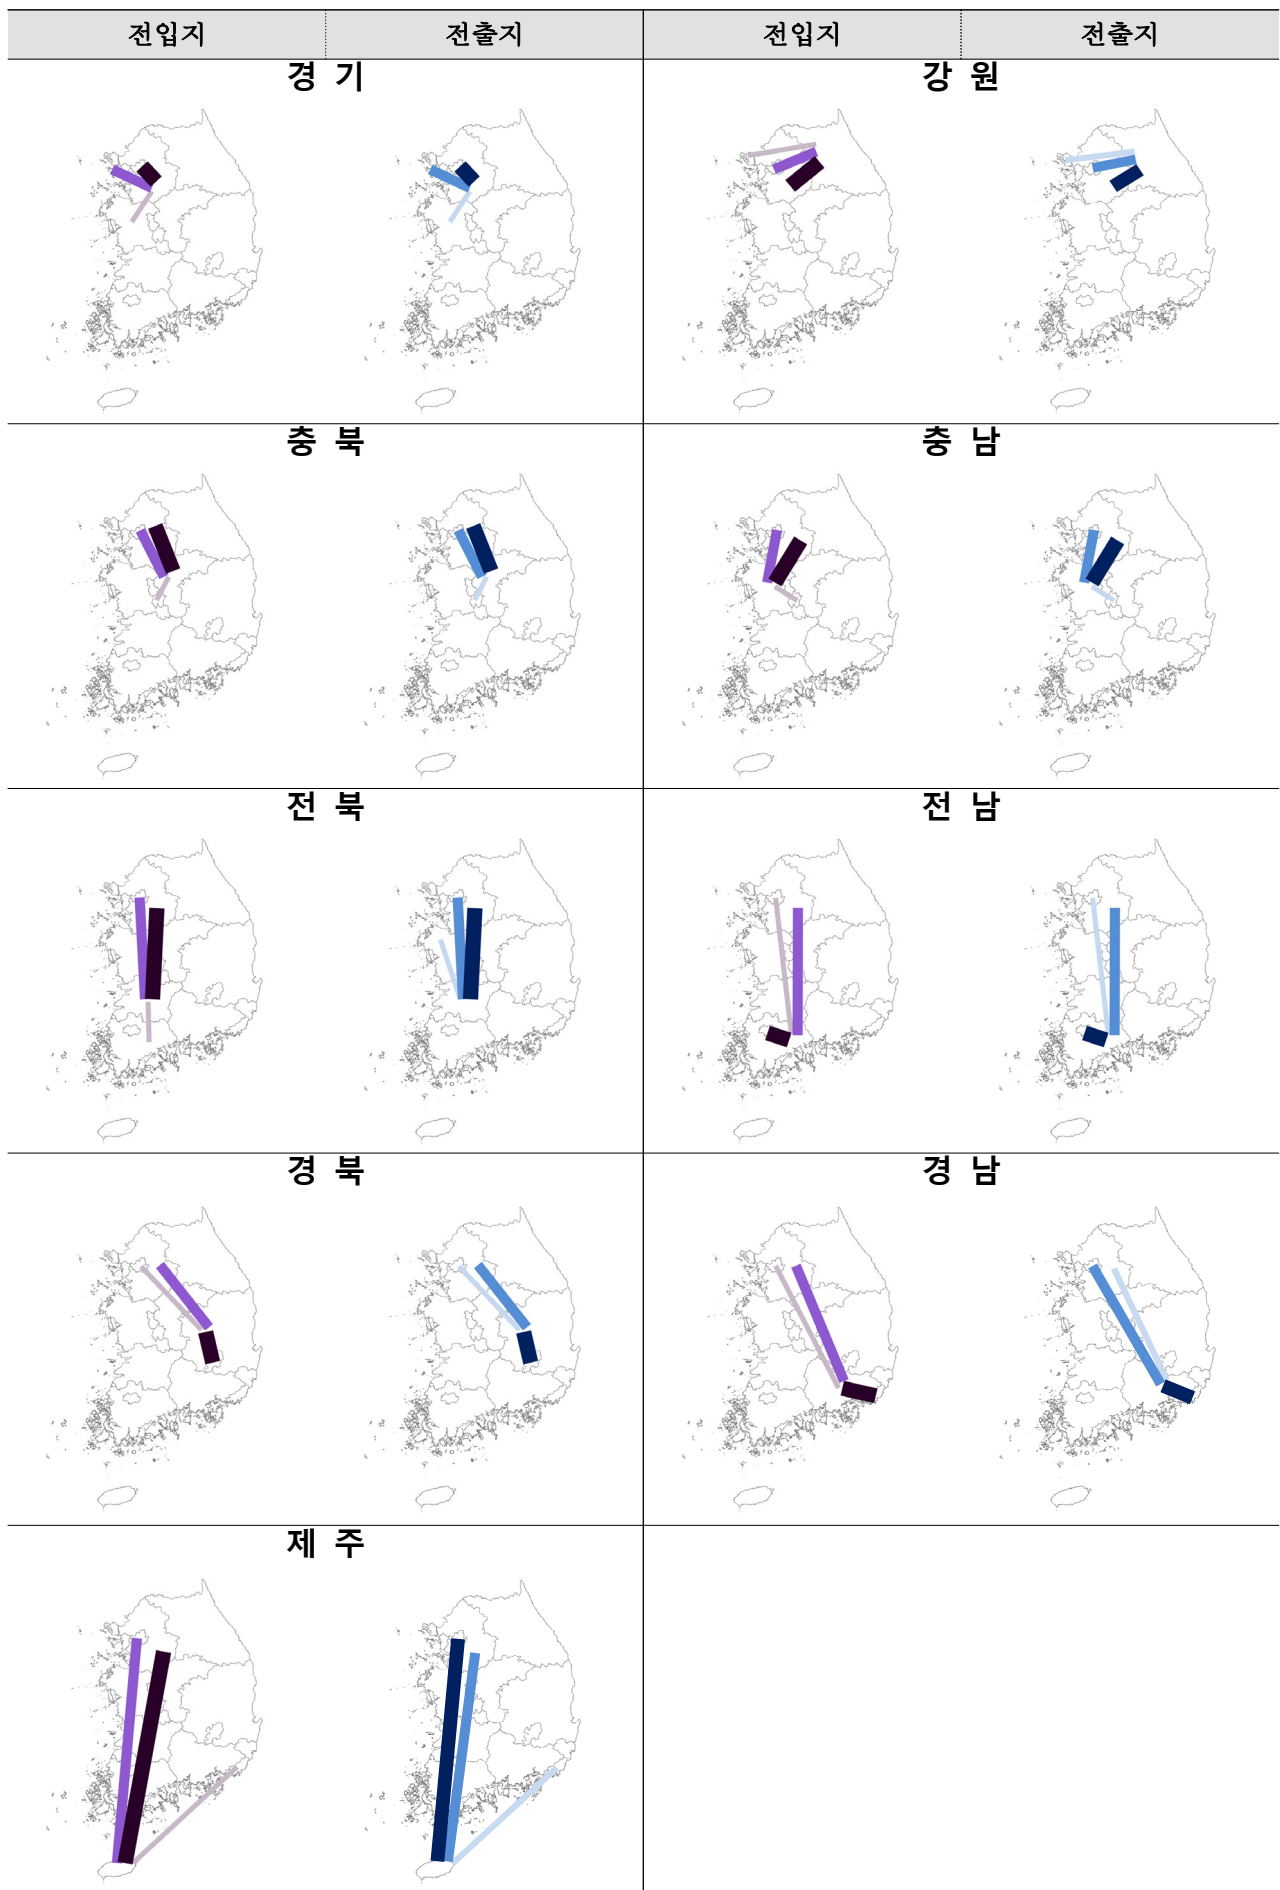 전입지 전출지 전입지 전출지
경 기 강 원
충 북 충 남
전 북 전 남
경 북 경 남
제 주